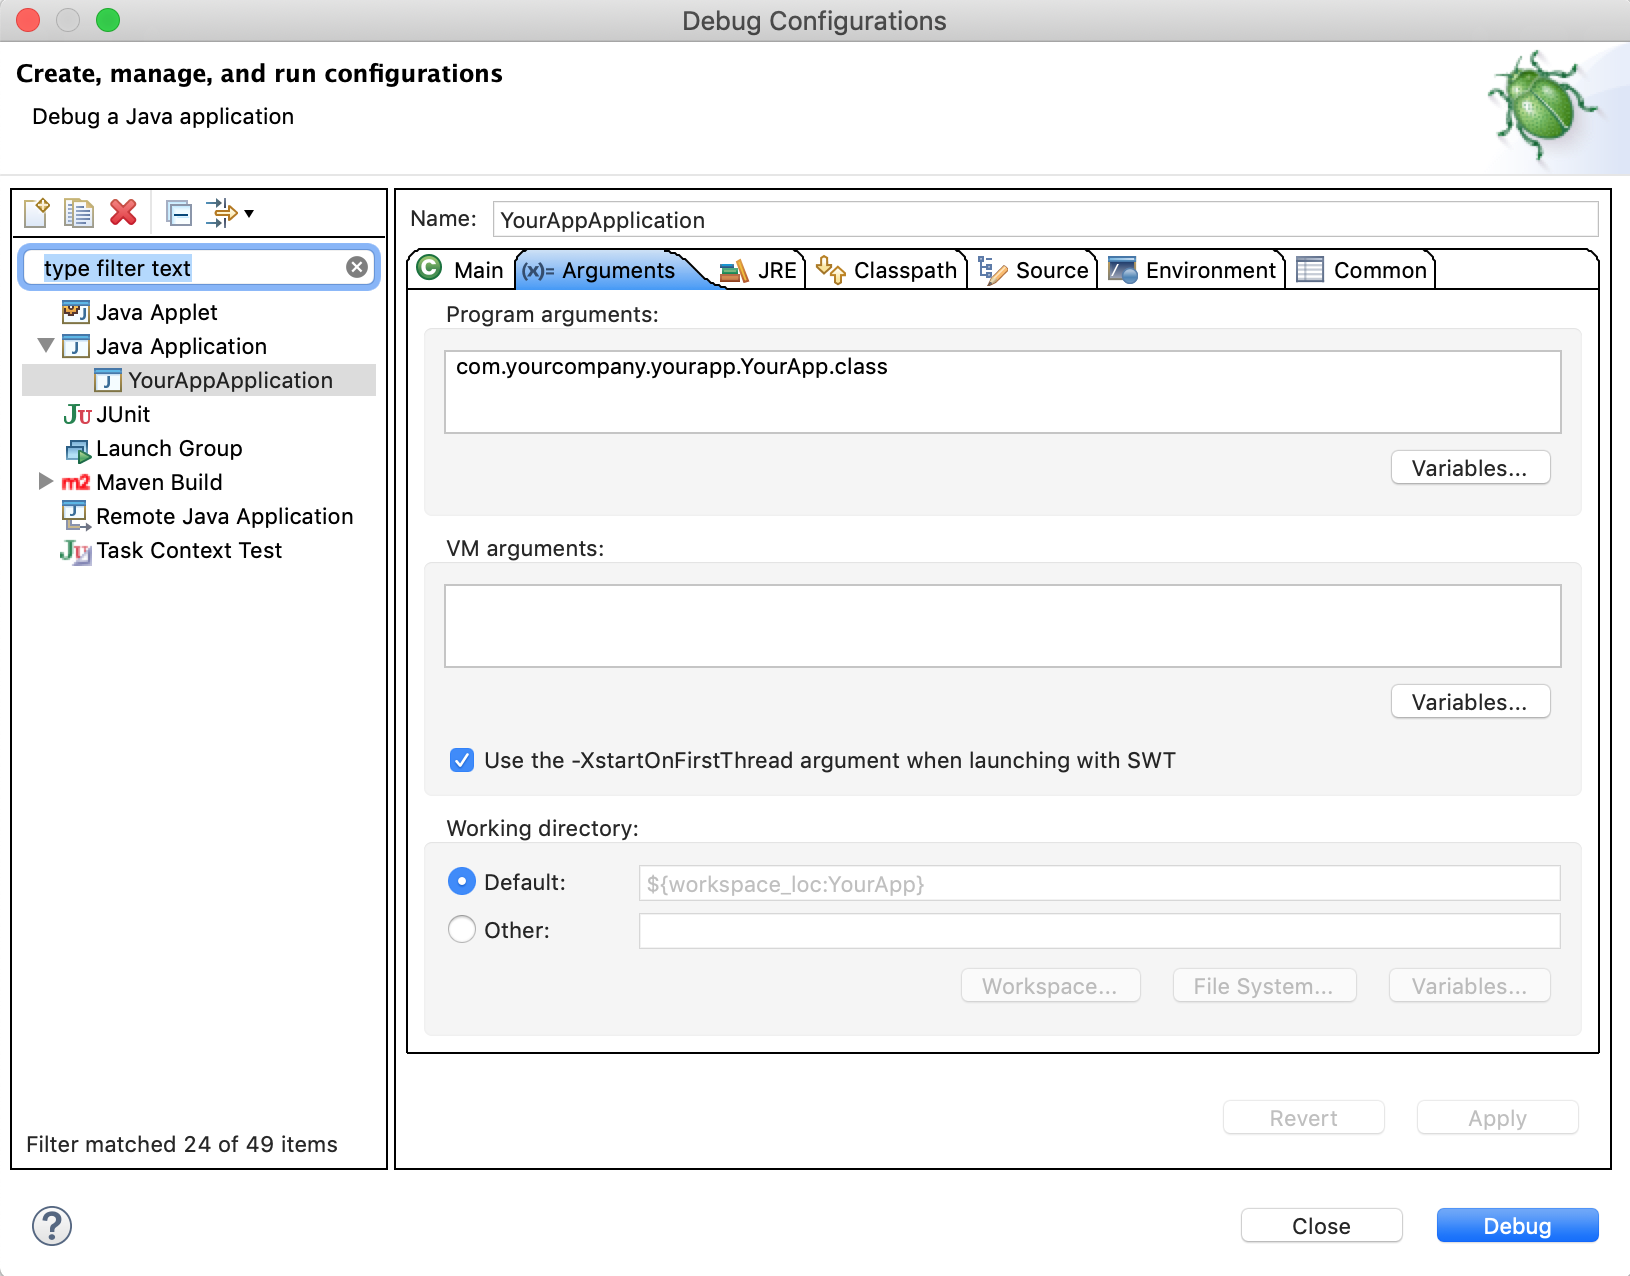 Debug Configurations
Create, manage, and run configurations
Debug a Java application
type filter text
Java Applet
Java Application
YourAppApplication
JUnit
Launch Group
Maven Build
Remote Java Application
Task Context Test
Filter matched 24 of 49 items
Name: YourAppApplication
Main (x)= Arguments JRE Classpath Source Environment Common
Program arguments:
com.yourcompany.yourapp.YourApp.class
Variables...
VM arguments:
Variables...
Use the -XstartOnFirstThread argument when launching with SWT
Working directory:
Default: ${workspace_loc:YourApp}
Other:
Workspace... File System... Variables...
Revert Apply
? Close Debug